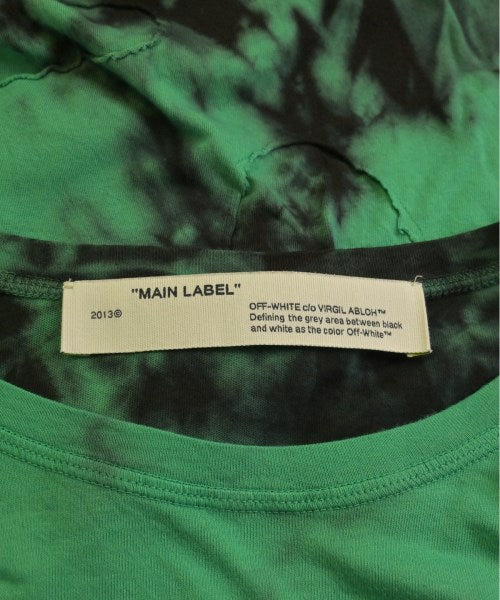 "MAIN LABEL"
2013©
OFF-WHITE c/o VIRGIL ABLOH™
Defining the grey area between black
and white as the color Off-White™